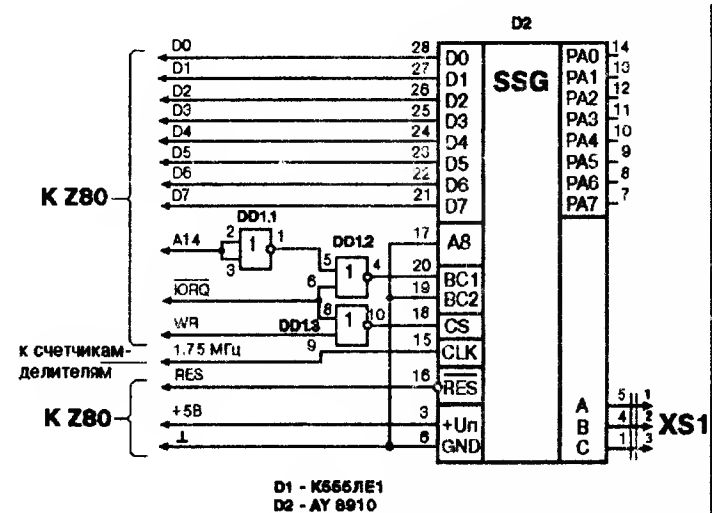 D2
SSG
D0 28 D0
D1 27 D1
D2 26 D2
D3 25 D3
D4 24 D4
D5 23 D5
D6 22 D6
D7 21 D7
PA0 14
PA1 13
PA2 12
PA3 11
PA4 10
PA5 9
PA6 8
PA7 7
К Z80
DD1.1
A14 2 3 1 1
DD1.2
5 6 1 4
17 A8
20 BC1
19 BC2
IORQ
WR
DD1.3
8 9 1 10
18 CS
15 CLK
к счетчикам-
делителям
1.75 МГц
RES 16 RES
К Z80
+5В 3 +Uп
⊥ 6 GND
A 5 1
B 4 2
C 1 3
XS1
D1 - К555ЛЕ1
D2 - AY 8910